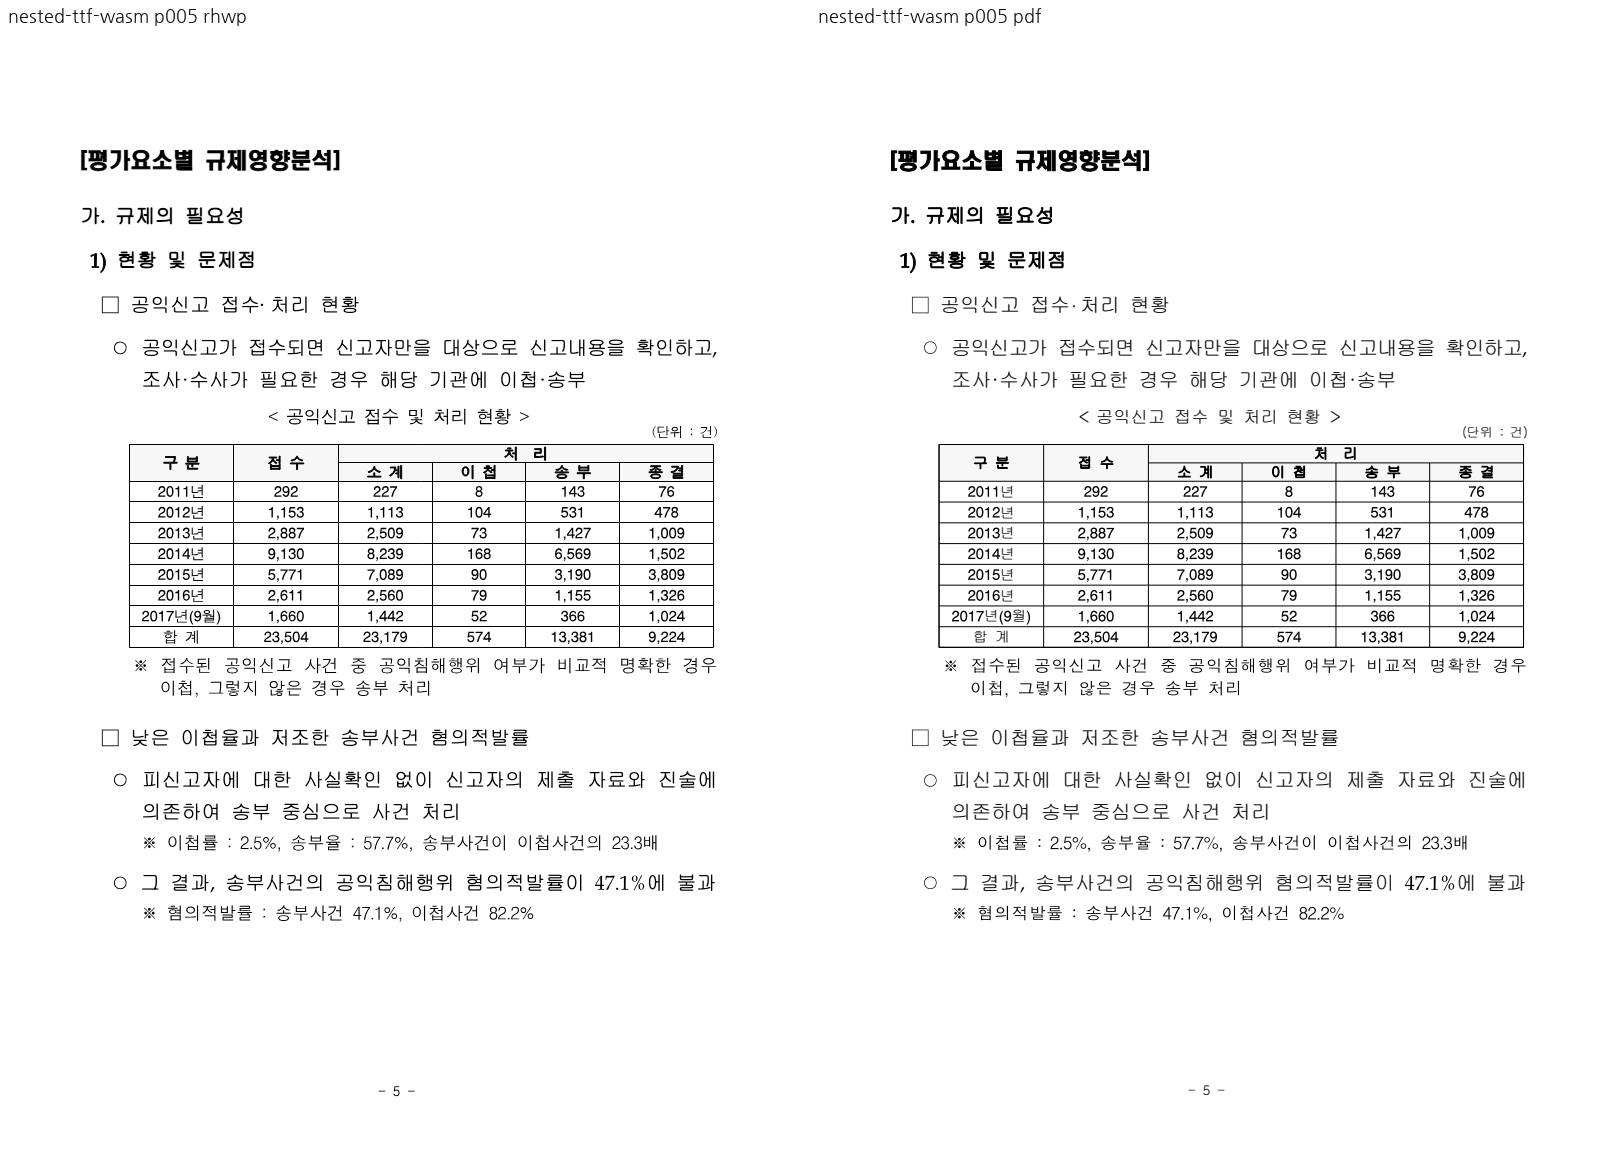 nested-ttf-wasm p005 rhwp
[평가요소별 규제영향분석]
가. 규제의 필요성
1) 현황 및 문제점
□ 공익신고 접수· 처리 현황
○ 공익신고가 접수되면 신고자만을 대상으로 신고내용을 확인하고,
조사·수사가 필요한 경우 해당 기관에 이첩·송부
< 공익신고 접수 및 처리 현황 >
(단위 : 건)
구 분 접 수 처 리
소 계 이 첩 송 부 종 결
2011년 292 227 8 143 76
2012년 1,153 1,113 104 531 478
2013년 2,887 2,509 73 1,427 1,009
2014년 9,130 8,239 168 6,569 1,502
2015년 5,771 7,089 90 3,190 3,809
2016년 2,611 2,560 79 1,155 1,326
2017년(9월) 1,660 1,442 52 366 1,024
합 계 23,504 23,179 574 13,381 9,224
※ 접수된 공익신고 사건 중 공익침해행위 여부가 비교적 명확한 경우
이첩, 그렇지 않은 경우 송부 처리
□ 낮은 이첩율과 저조한 송부사건 혐의적발률
○ 피신고자에 대한 사실확인 없이 신고자의 제출 자료와 진술에
의존하여 송부 중심으로 사건 처리
※ 이첩률 : 2.5%, 송부율 : 57.7%, 송부사건이 이첩사건의 23.3배
○ 그 결과, 송부사건의 공익침해행위 혐의적발률이 47.1%에 불과
※ 혐의적발률 : 송부사건 47.1%, 이첩사건 82.2%
- 5 -
nested-ttf-wasm p005 pdf
[평가요소별 규제영향분석]
가. 규제의 필요성
1) 현황 및 문제점
□ 공익신고 접수·처리 현황
○ 공익신고가 접수되면 신고자만을 대상으로 신고내용을 확인하고,
조사·수사가 필요한 경우 해당 기관에 이첩·송부
< 공익신고 접수 및 처리 현황 >
(단위 : 건)
구 분 접 수 처 리
소 계 이 첩 송 부 종 결
2011년 292 227 8 143 76
2012년 1,153 1,113 104 531 478
2013년 2,887 2,509 73 1,427 1,009
2014년 9,130 8,239 168 6,569 1,502
2015년 5,771 7,089 90 3,190 3,809
2016년 2,611 2,560 79 1,155 1,326
2017년(9월) 1,660 1,442 52 366 1,024
합 계 23,504 23,179 574 13,381 9,224
※ 접수된 공익신고 사건 중 공익침해행위 여부가 비교적 명확한 경우
이첩, 그렇지 않은 경우 송부 처리
□ 낮은 이첩율과 저조한 송부사건 혐의적발률
○ 피신고자에 대한 사실확인 없이 신고자의 제출 자료와 진술에
의존하여 송부 중심으로 사건 처리
※ 이첩률 : 2.5%, 송부율 : 57.7%, 송부사건이 이첩사건의 23.3배
○ 그 결과, 송부사건의 공익침해행위 혐의적발률이 47.1%에 불과
※ 혐의적발률 : 송부사건 47.1%, 이첩사건 82.2%
- 5 -